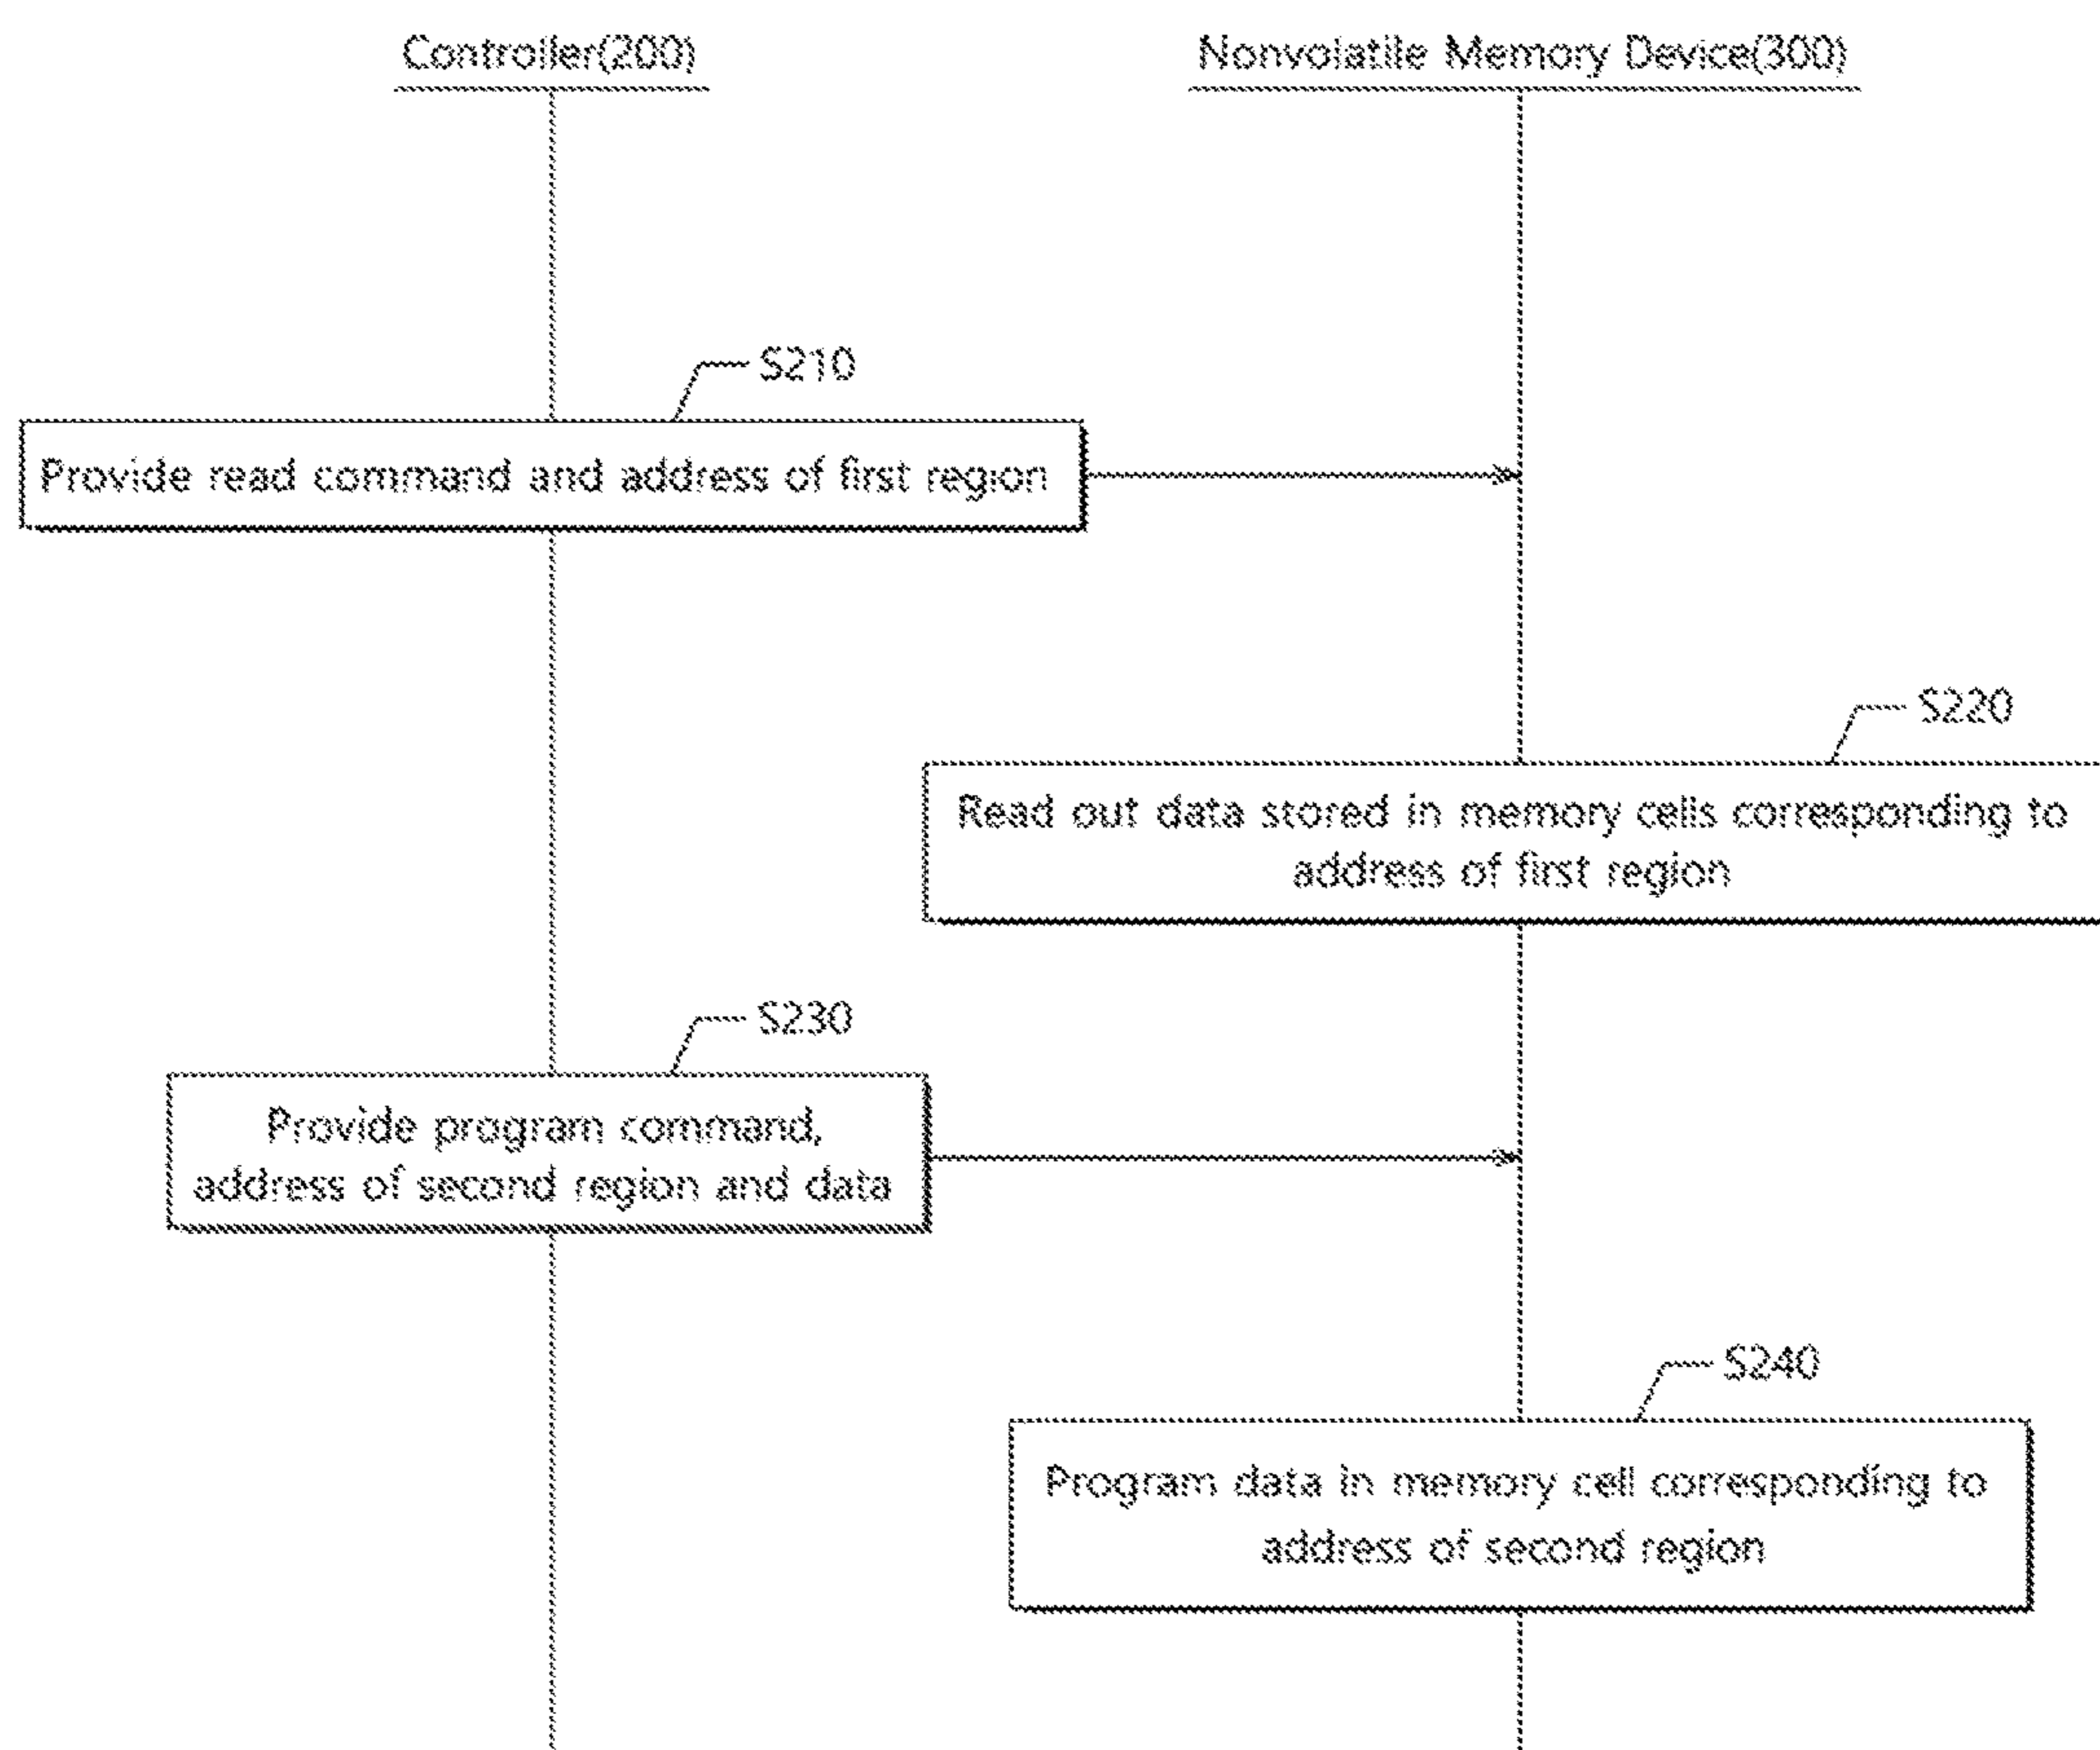 Controller(200)
Nonvolatile Memory Device(300)
S210
Provide read command and address of first region
S220
Read out data stored in memory cells corresponding to
address of first region
S230
Provide program command,
address of second region and data
S240
Program data in memory cell corresponding to
address of second region